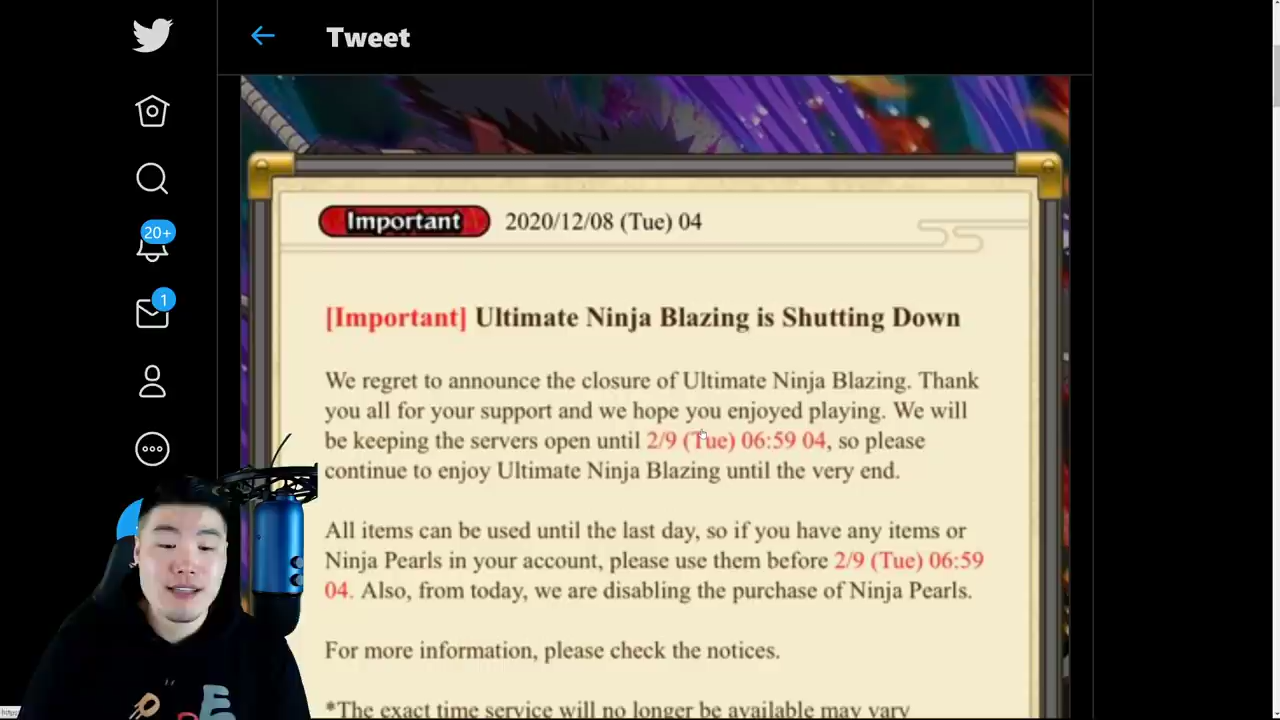 Tweet
20+
1
Important 2020/12/08 (Tue) 04
[Important] Ultimate Ninja Blazing is Shutting Down
We regret to announce the closure of Ultimate Ninja Blazing. Thank
you all for your support and we hope you enjoyed playing. We will
be keeping the servers open until 2/9 (Tue) 06:59 04, so please
continue to enjoy Ultimate Ninja Blazing until the very end.
All items can be used until the last day, so if you have any items or
Ninja Pearls in your account, please use them before 2/9 (Tue) 06:59
04. Also, from today, we are disabling the purchase of Ninja Pearls.
For more information, please check the notices.
*The exact time service will no longer be available may vary